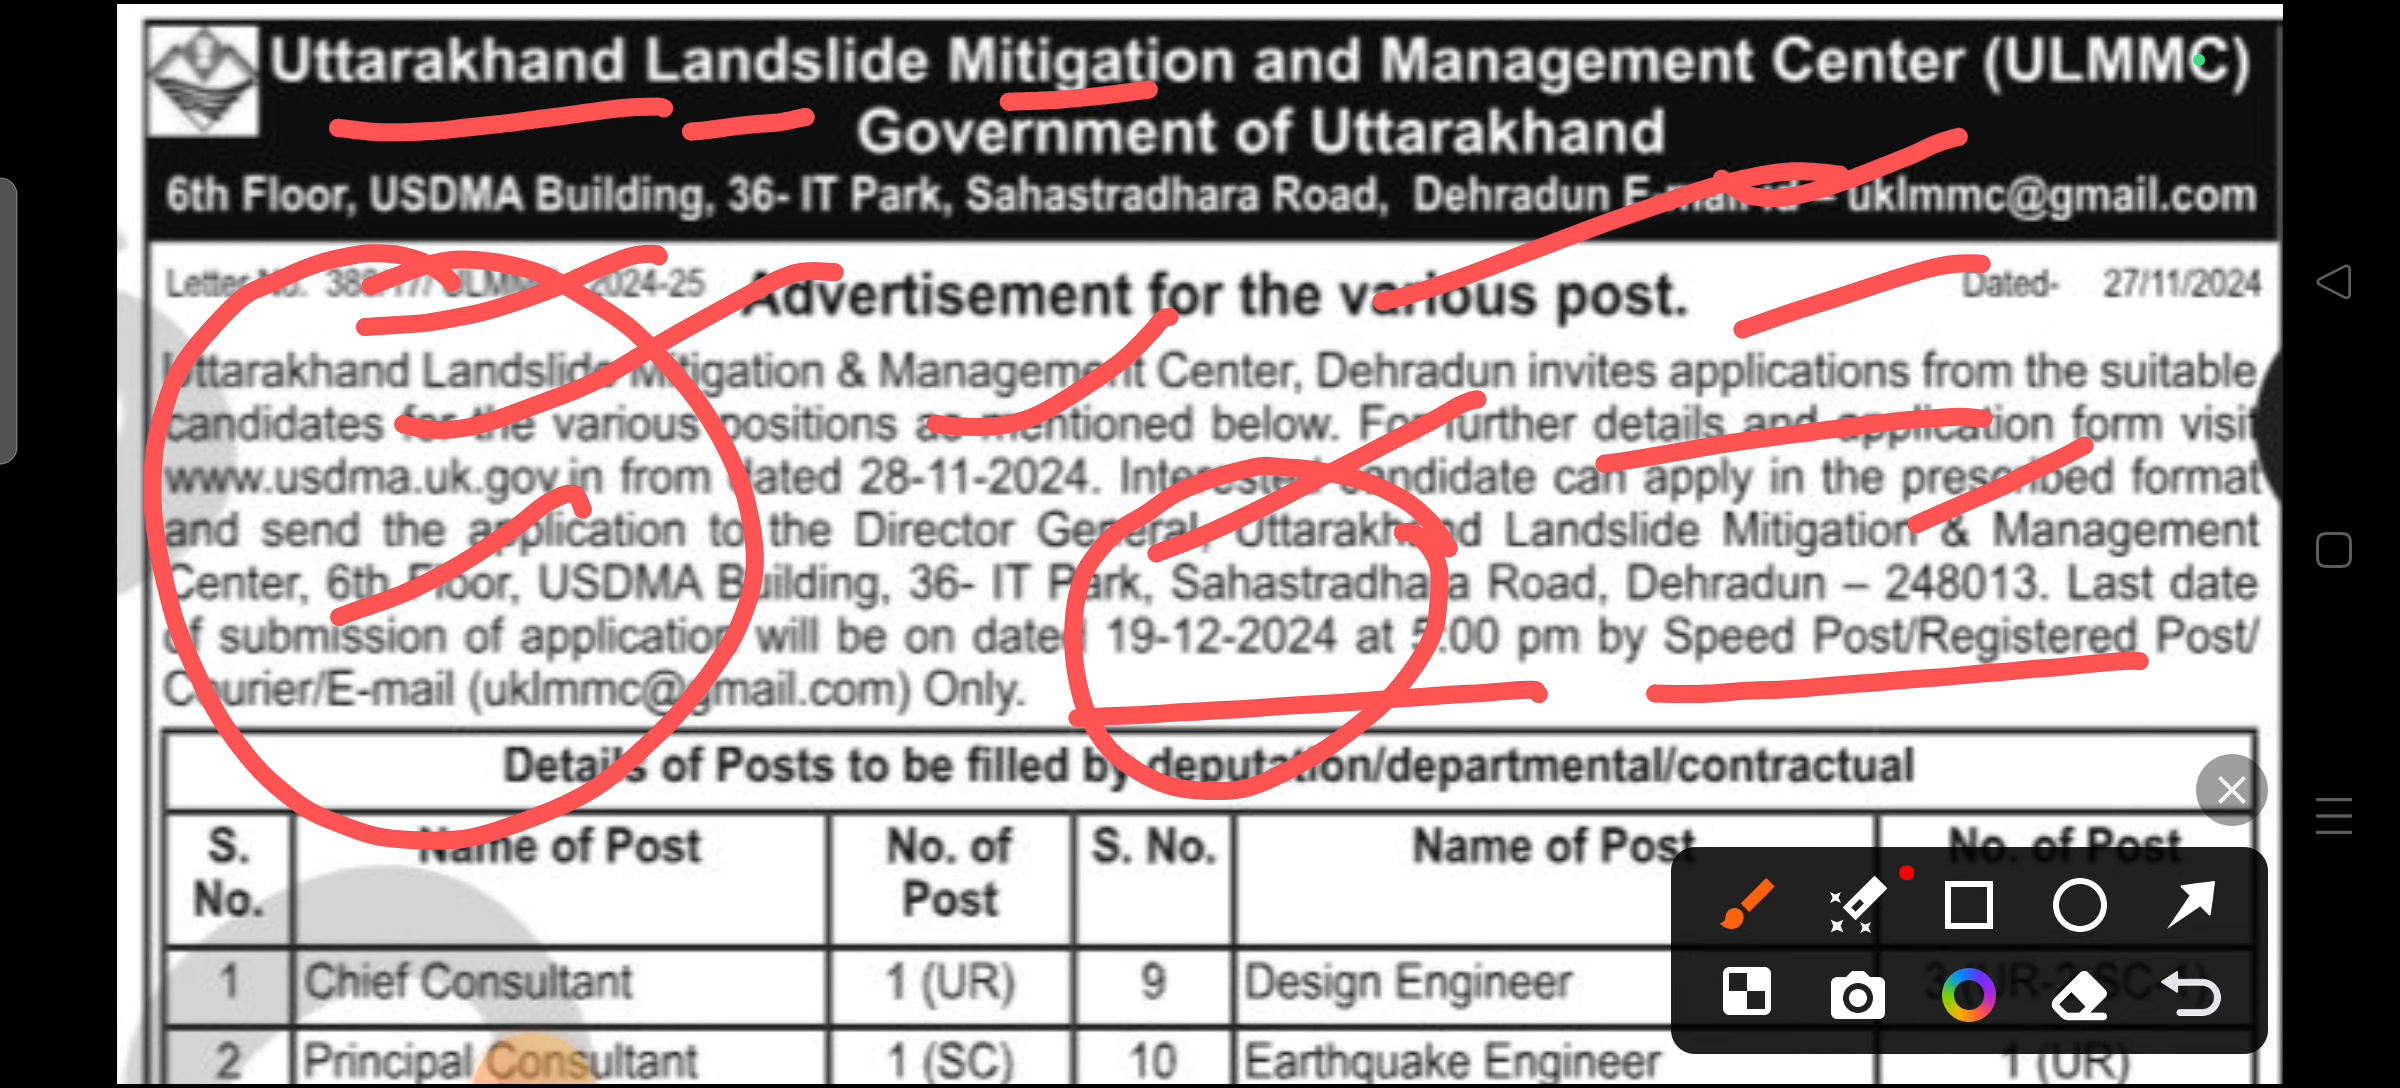 Uttarakhand Landslide Mitigation and Management Center (ULMMC)
Government of Uttarakhand
6th Floor, USDMA Building, 36- IT Park, Sahastradhara Road, Dehradun E-mail id – uklmmc@gmail.com
Letter No. 2024-25 Dated- 27/11/2024
Advertisement for the various post.
Uttarakhand Landslide Mitigation & Management Center, Dehradun invites applications from the suitable
candidates for the various positions as mentioned below. For further details and application form visit
www.usdma.uk.gov.in from dated 28-11-2024. Interested candidate can apply in the prescribed format
and send the application to the Director General, Uttarakhand Landslide Mitigation & Management
Center, 6th Floor, USDMA Building, 36- IT Park, Sahastradhara Road, Dehradun – 248013. Last date
of submission of application will be on dated 19-12-2024 at 5:00 pm by Speed Post/Registered Post/
Courier/E-mail (uklmmc@gmail.com) Only.
Details of Posts to be filled by deputation/departmental/contractual
S. No. Name of Post No. of Post S. No. Name of Post No. of Post
1 Chief Consultant 1 (UR) 9 Design Engineer 3 (UR-2, SC-1)
2 Principal Consultant 1 (SC) 10 Earthquake Engineer 1 (UR)